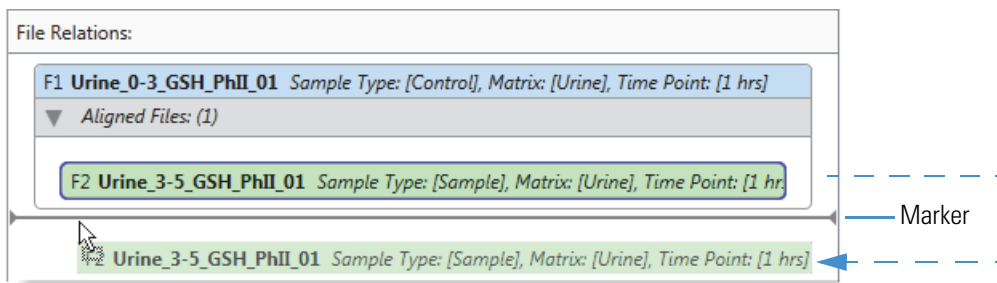 File Relations:
F1 Urine_0-3_GSH_PhII_01 Sample Type: [Control], Matrix: [Urine], Time Point: [1 hrs]
Aligned Files: (1)
F2 Urine_3-5_GSH_PhII_01 Sample Type: [Sample], Matrix: [Urine], Time Point: [1 hr
Marker
Urine_3-5_GSH_PhII_01 Sample Type: [Sample], Matrix: [Urine], Time Point: [1 hrs]